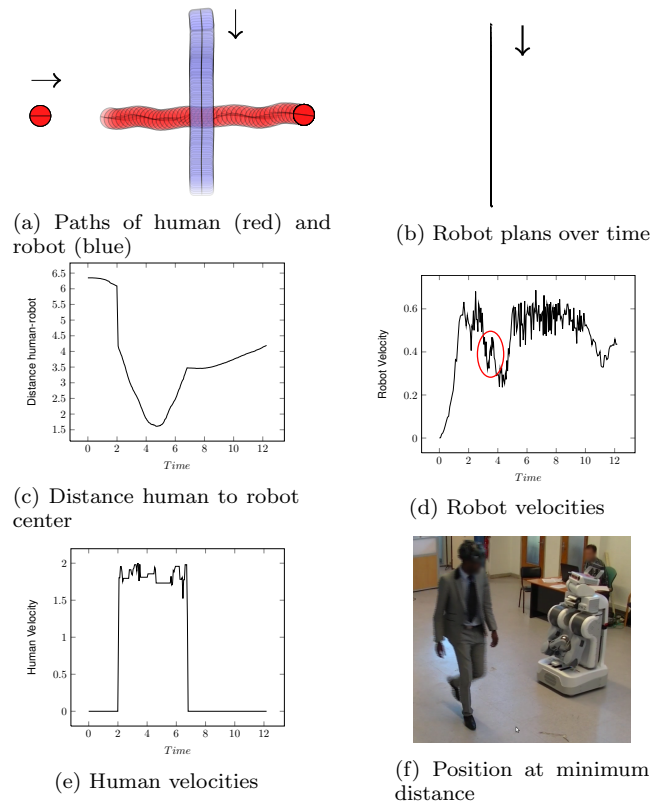 (a) Paths of human (red) and
robot (blue)
(b) Robot plans over time
6.5
6
5.5
5
4.5
4
3.5
3
2.5
2
1.5
Distance human-robot
0 2 4 6 8 10 12
Time
(c) Distance human to robot
center
0.6
0.4
0.2
0
Robot Velocity
0 2 4 6 8 10 12
Time
(d) Robot velocities
2
1.5
1
0.5
0
Human Velocity
0 2 4 6 8 10 12
Time
(e) Human velocities
(f) Position at minimum
distance